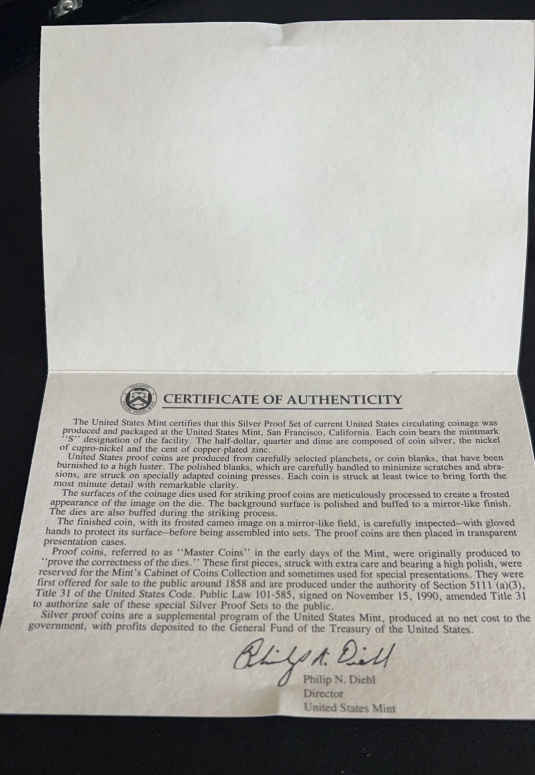 CERTIFICATE OF AUTHENTICITY
The United States Mint certifies that this Silver Proof Set of current United States circulating coinage was
produced and packaged at the United States Mint, San Francisco, California. Each coin bears the mintmark
"S" designation of the facility. The half-dollar, quarter and dime are composed of coin silver, the nickel
of cupro-nickel and the cent of copper-plated zinc.
United States proof coins are produced from carefully selected planchets, or coin blanks, that have been
burnished to a high luster. The polished blanks, which are carefully handled to minimize scratches and abra-
sions, are struck on specially adapted coining presses. Each coin is struck at least twice to bring forth the
most minute detail with remarkable clarity.
The surfaces of the coinage dies used for striking proof coins are meticulously processed to create a frosted
appearance of the image on the die. The background surface is polished and buffed to a mirror-like finish.
The dies are also buffed during the striking process.
The finished coin, with its frosted cameo image on a mirror-like field, is carefully inspected—with gloved
hands to protect its surface—before being assembled into sets. The proof coins are then placed in transparent
presentation cases.
Proof coins, referred to as "Master Coins" in the early days of the Mint, were originally produced to
"prove the correctness of the dies." These first pieces, struck with extra care and bearing a high polish, were
reserved for the Mint's Cabinet of Coins Collection and sometimes used for special presentations. They were
first offered for sale to the public around 1858 and are produced under the authority of Section 5111 (a)(3),
Title 31 of the United States Code. Public Law 101-585, signed on November 15, 1990, amended Title 31
to authorize sale of these special Silver Proof Sets to the public.
Silver proof coins are a supplemental program of the United States Mint, produced at no net cost to the
government, with profits deposited to the General Fund of the Treasury of the United States.
Philip N. Diehl
Philip N. Diehl
Director
United States Mint